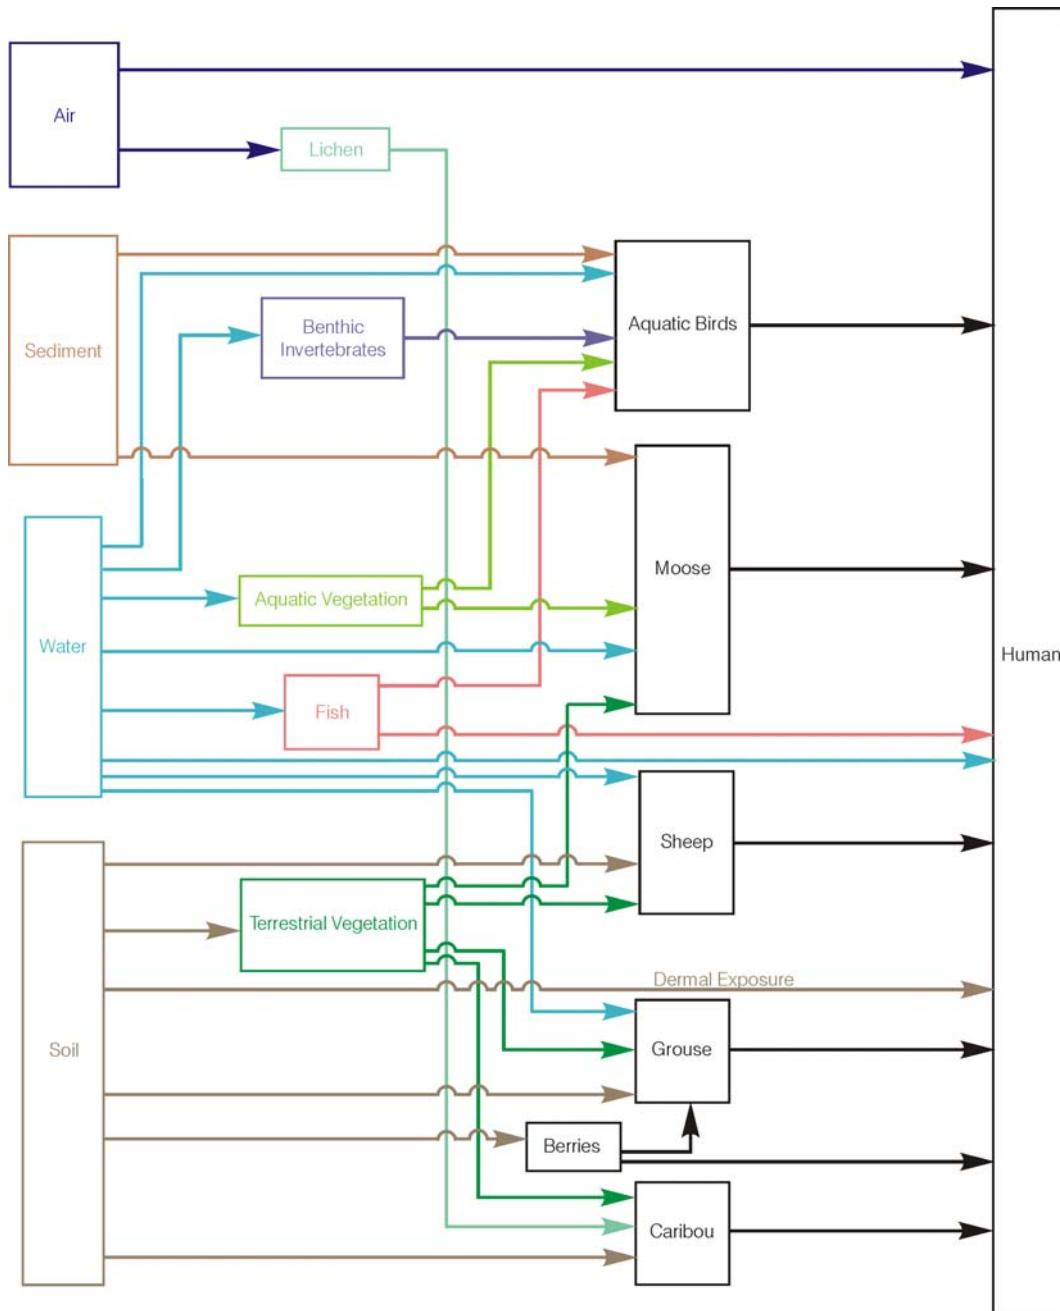 Air
Lichen
Aquatic Birds
Benthic
Invertebrates
Sediment
Moose
Aquatic Vegetation
Water
Human
Fish
Sheep
Terrestrial Vegetation
Dermal Exposure
Soil
Grouse
Berries
Caribou